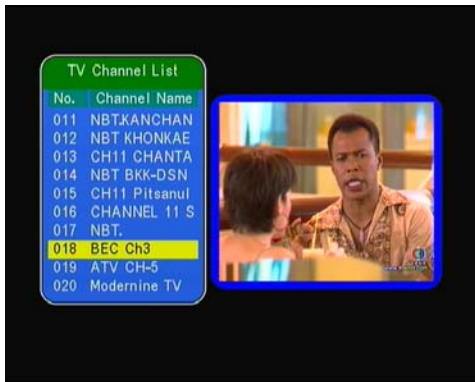 TV Channel List
No. Channel Name
011 NBT.KANCHAN
012 NBT KHONKAE
013 CH11 CHANTA
014 NBT BKK-DSN
015 CH11 Pitsanul
016 CHANNEL 11 S
017 NBT.
018 BEC Ch3
019 ATV CH-5
020 Modernine TV